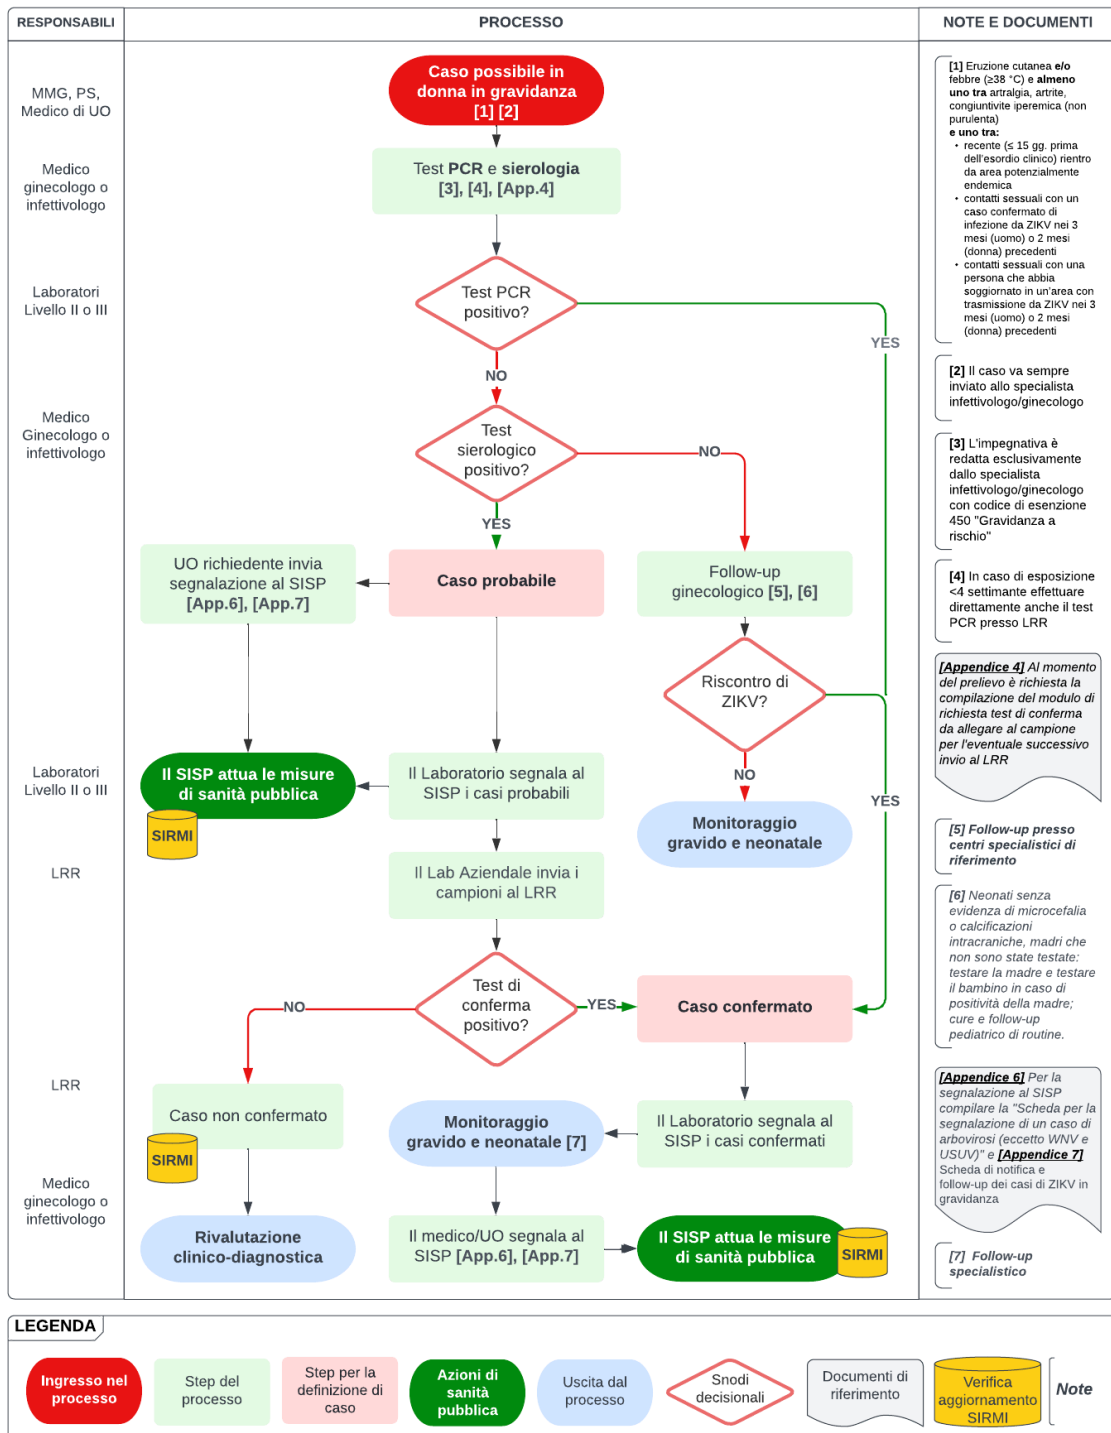 RESPONSABILI
PROCESSO
NOTE E DOCUMENTI
MMG, PS,
Medico di UO
Caso possibile in
donna in gravidanza
[1] [2]
Medico
ginecologo o
infettivologo
Test PCR e sierologia
[3], [4], [App.4]
Laboratori
Livello II o III
Test PCR
positivo?
YES
NO
Medico
Ginecologo o
infettivologo
Test
sierologico
positivo?
NO
YES
UO richiedente invia
segnalazione al SISP
[App.6], [App.7]
Caso probabile
Follow-up
ginecologico [5], [6]
Riscontro di
ZIKV?
NO
YES
Laboratori
Livello II o III
Il SISP attua le misure
di sanità pubblica
SIRMI
Il Laboratorio segnala al
SISP i casi probabili
Monitoraggio
gravido e neonatale
LRR
Il Lab Aziendale invia i
campioni al LRR
Test di
conferma
positivo?
NO
YES
Caso confermato
LRR
Caso non confermato
SIRMI
Monitoraggio
gravido e neonatale [7]
Il Laboratorio segnala al
SISP i casi confermati
Medico
ginecologo o
infettivologo
Rivalutazione
clinico-diagnostica
Il medico/UO segnala al
SISP [App.6], [App.7]
Il SISP attua le misure
di sanità pubblica
SIRMI
[1] Eruzione cutanea e/o
febbre (≥38 °C) e almeno
uno tra artralgia, artrite,
congiuntivite iperemica (non
purulenta)
e uno tra:
• recente (≤ 15 gg. prima
dell'esordio clinico) rientro
da area potenzialmente
endemica
• contatti sessuali con un
caso confermato di
infezione da ZIKV nei 3
mesi (uomo) o 2 mesi
(donna) precedenti
• contatti sessuali con una
persona che abbia
soggiornato in un'area con
trasmissione da ZIKV nei 3
mesi (uomo) o 2 mesi
(donna) precedenti
[2] Il caso va sempre
inviato allo specialista
infettivologo/ginecologo
[3] L'impegnativa è
redatta esclusivamente
dallo specialista
infettivologo/ginecologo
con codice di esenzione
450 "Gravidanza a
rischio"
[4] In caso di esposizione
<4 settimante effettuare
direttamente anche il test
PCR presso LRR
[Appendice 4] Al momento
del prelievo è richiesta la
compilazione del modulo di
richiesta test di conferma
da allegare al campione
per l'eventuale successivo
invio al LRR
[5] Follow-up presso
centri specialistici di
riferimento
[6] Neonati senza
evidenza di microcefalia
o calcificazioni
intracraniche, madri che
non sono state testate:
testare la madre e testare
il bambino in caso di
positività della madre;
cure e follow-up
pediatrico di routine.
[Appendice 6] Per la
segnalazione al SISP
compilare la "Scheda per la
segnalazione di un caso di
arbovirosi (eccetto WNV e
USUV)" e [Appendice 7]
Scheda di notifica e
follow-up dei casi di ZIKV in
gravidanza
[7] Follow-up
specialistico
LEGENDA
Ingresso nel
processo
Step del
processo
Step per la
definizione di
caso
Azioni di
sanità
pubblica
Uscita dal
processo
Snodi
decisionali
Documenti di
riferimento
Verifica
aggiornamento
SIRMI
Note